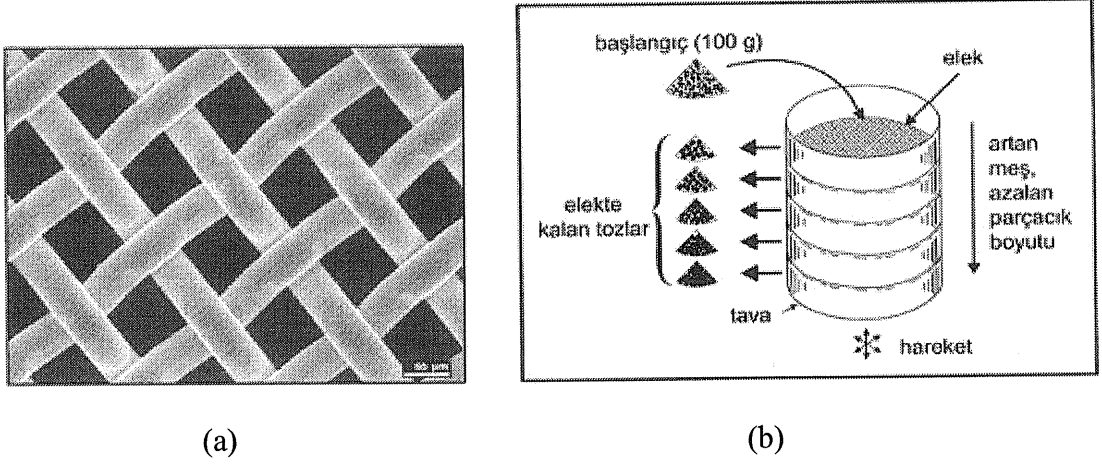 başlangıç (100 g)
elek
artan
meş,
azalan
parçacık
boyutu
elekte
kalan tozlar
tava
hareket
(a)
(b)